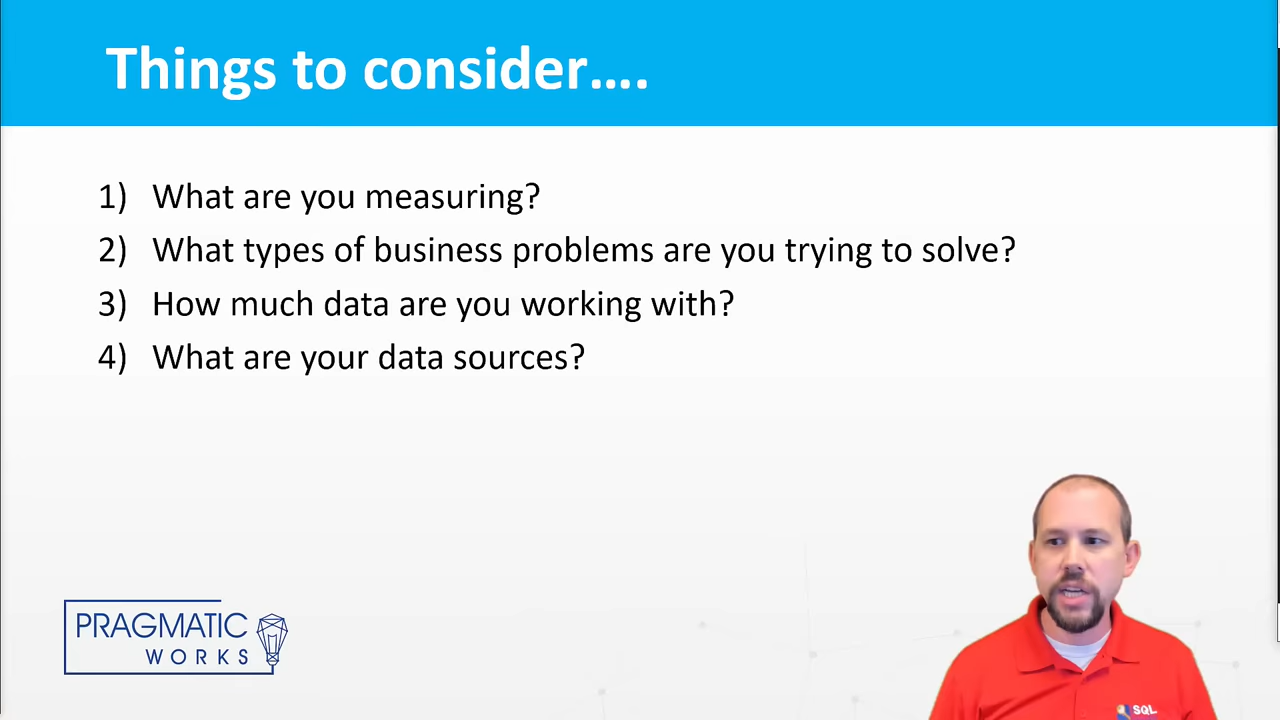 Things to consider....
1) What are you measuring?
2) What types of business problems are you trying to solve?
3) How much data are you working with?
4) What are your data sources?
PRAGMATIC
WORKS
SQL